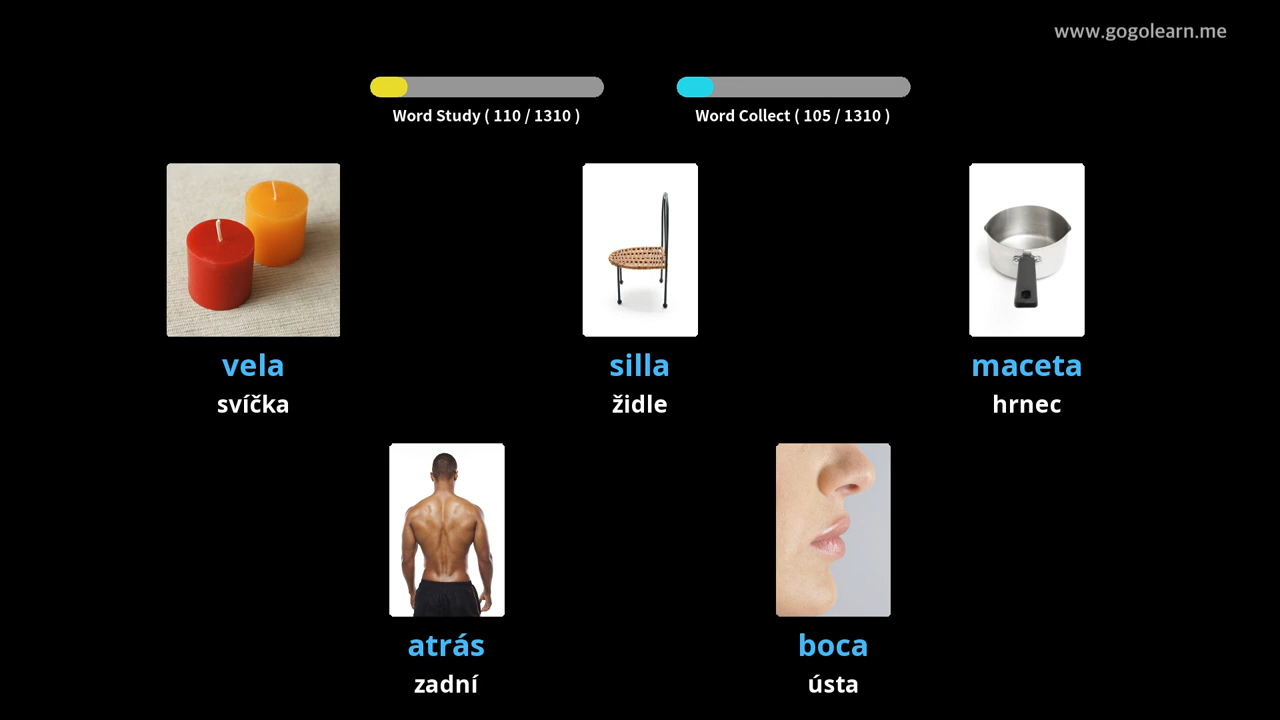 www.gogolearn.me
Word Study ( 110 / 1310 )
Word Collect ( 105 / 1310 )
vela
svíčka
silla
židle
maceta
hrnec
atrás
zadní
boca
ústa